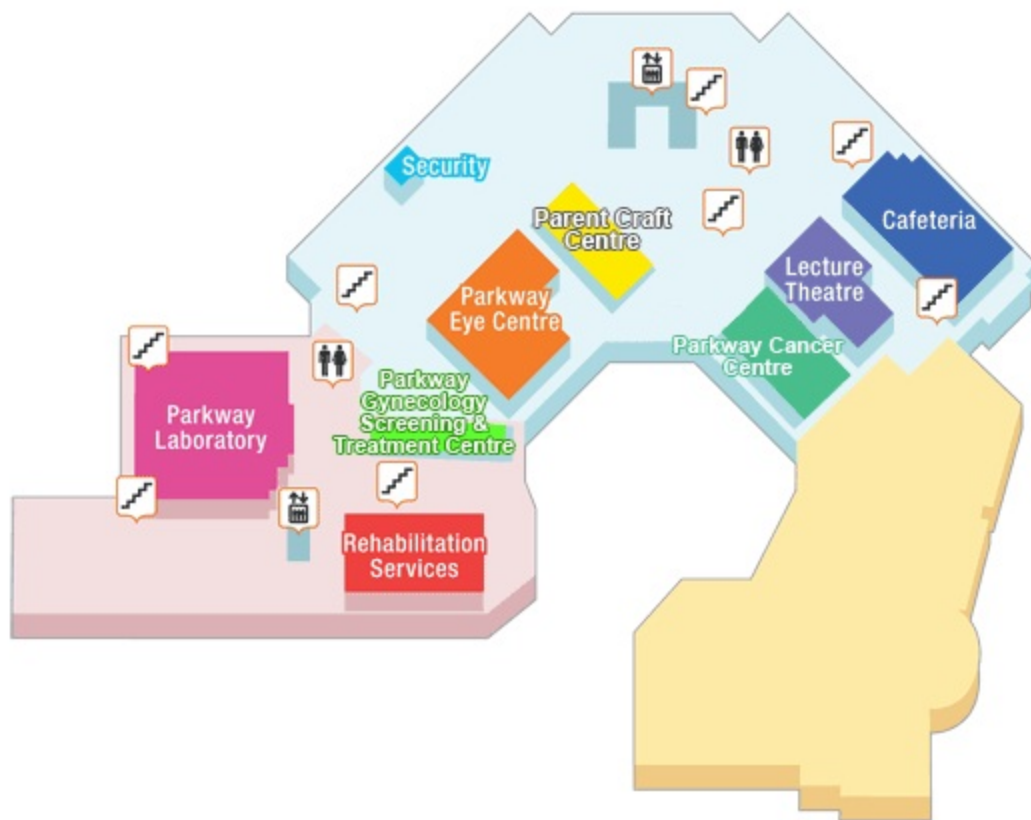 Security
Parent Craft
Centre
Cafeteria
Lecture
Theatre
Parkway
Eye Centre
Parkway Cancer
Centre
Parkway
Gynecology
Screening &
Treatment Centre
Parkway
Laboratory
Rehabilitation
Services